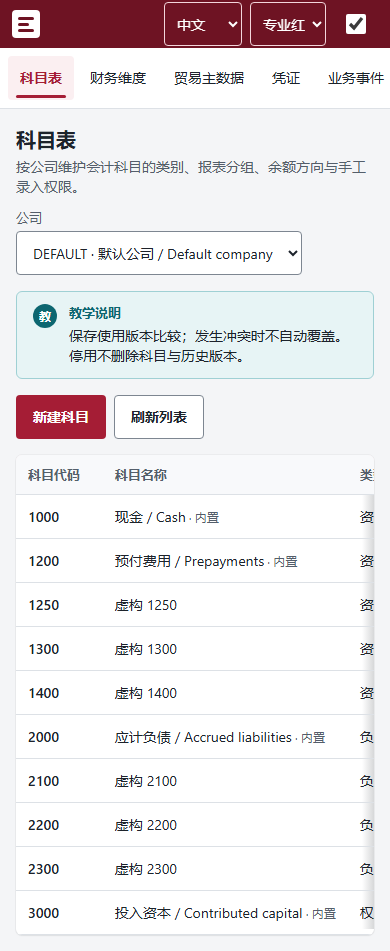 中文 专业红
科目表 财务维度 贸易主数据 凭证 业务事件
科目表
按公司维护会计科目的类别、报表分组、余额方向与手工
录入权限。
公司
DEFAULT · 默认公司 / Default company
教 教学说明
保存使用版本比较；发生冲突时不自动覆盖。
停用不删除科目与历史版本。
新建科目 刷新列表
科目代码 科目名称
1000 现金 / Cash · 内置 资
1200 预付费用 / Prepayments · 内置 资
1250 虚构 1250 资
1300 虚构 1300 资
1400 虚构 1400 资
2000 应计负债 / Accrued liabilities · 内置 负
2100 虚构 2100 负
2200 虚构 2200 负
2300 虚构 2300 负
3000 投入资本 / Contributed capital · 内置 权